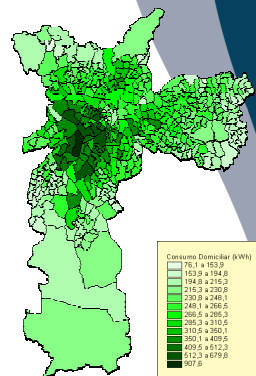 Consumo Domiciliar (kWh)
76,1 a 153,9
153,9 a 194,8
194,8 a 215,3
215,3 a 230,8
230,8 a 248,1
248,1 a 266,5
266,5 a 285,3
285,3 a 310,5
310,5 a 350,1
350,1 a 409,5
409,5 a 512,3
512,3 a 679,8
907,6